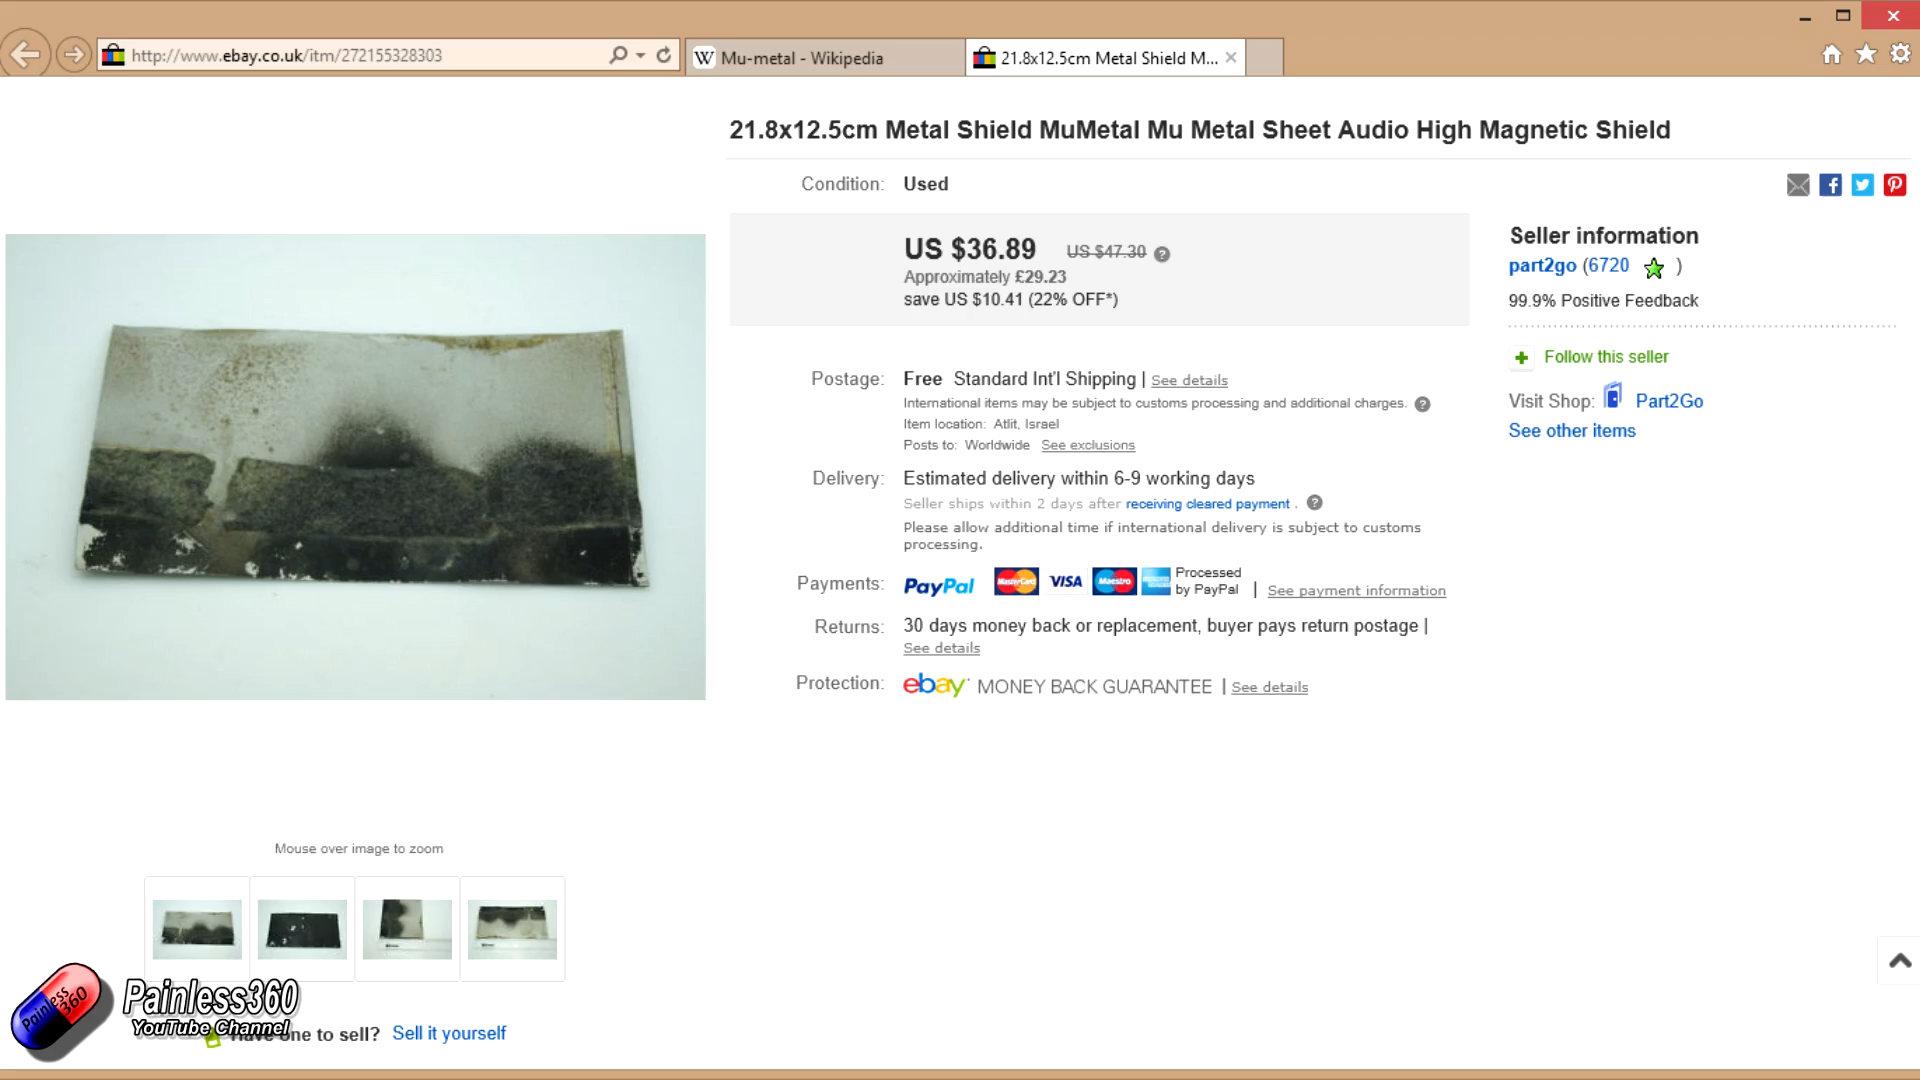 http://www.ebay.co.uk/itm/272155328303
W Mu-metal - Wikipedia
21.8x12.5cm Metal Shield M...
21.8x12.5cm Metal Shield MuMetal Mu Metal Sheet Audio High Magnetic Shield
Condition: Used
US $36.89 US $47.30
Approximately £29.23
save US $10.41 (22% OFF*)
Seller information
part2go (6720 )
99.9% Positive Feedback
Follow this seller
Visit Shop: Part2Go
See other items
Postage: Free Standard Int'l Shipping | See details
International items may be subject to customs processing and additional charges.
Item location: Atlit, Israel
Posts to: Worldwide See exclusions
Delivery: Estimated delivery within 6-9 working days
Seller ships within 2 days after receiving cleared payment .
Please allow additional time if international delivery is subject to customs
processing.
Payments: PayPal MasterCard VISA Maestro Processed
by PayPal | See payment information
Returns: 30 days money back or replacement, buyer pays return postage |
See details
Protection: ebay MONEY BACK GUARANTEE | See details
Mouse over image to zoom
Painless360
Painless360
YouTube Channel
Have one to sell? Sell it yourself